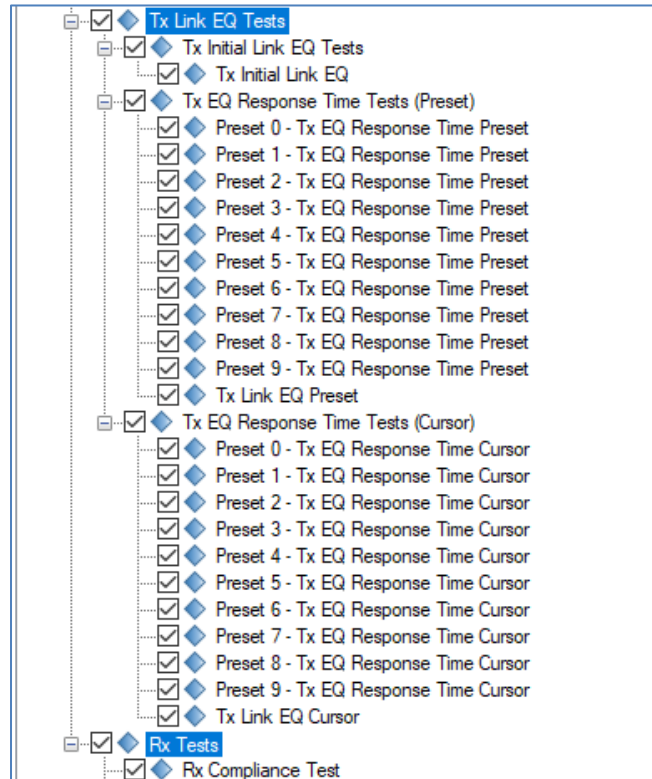 Tx Link EQ Tests
Tx Initial Link EQ Tests
Tx Initial Link EQ
Tx EQ Response Time Tests (Preset)
Preset 0 - Tx EQ Response Time Preset
Preset 1 - Tx EQ Response Time Preset
Preset 2 - Tx EQ Response Time Preset
Preset 3 - Tx EQ Response Time Preset
Preset 4 - Tx EQ Response Time Preset
Preset 5 - Tx EQ Response Time Preset
Preset 6 - Tx EQ Response Time Preset
Preset 7 - Tx EQ Response Time Preset
Preset 8 - Tx EQ Response Time Preset
Preset 9 - Tx EQ Response Time Preset
Tx Link EQ Preset
Tx EQ Response Time Tests (Cursor)
Preset 0 - Tx EQ Response Time Cursor
Preset 1 - Tx EQ Response Time Cursor
Preset 2 - Tx EQ Response Time Cursor
Preset 3 - Tx EQ Response Time Cursor
Preset 4 - Tx EQ Response Time Cursor
Preset 5 - Tx EQ Response Time Cursor
Preset 6 - Tx EQ Response Time Cursor
Preset 7 - Tx EQ Response Time Cursor
Preset 8 - Tx EQ Response Time Cursor
Preset 9 - Tx EQ Response Time Cursor
Tx Link EQ Cursor
Rx Tests
Rx Compliance Test